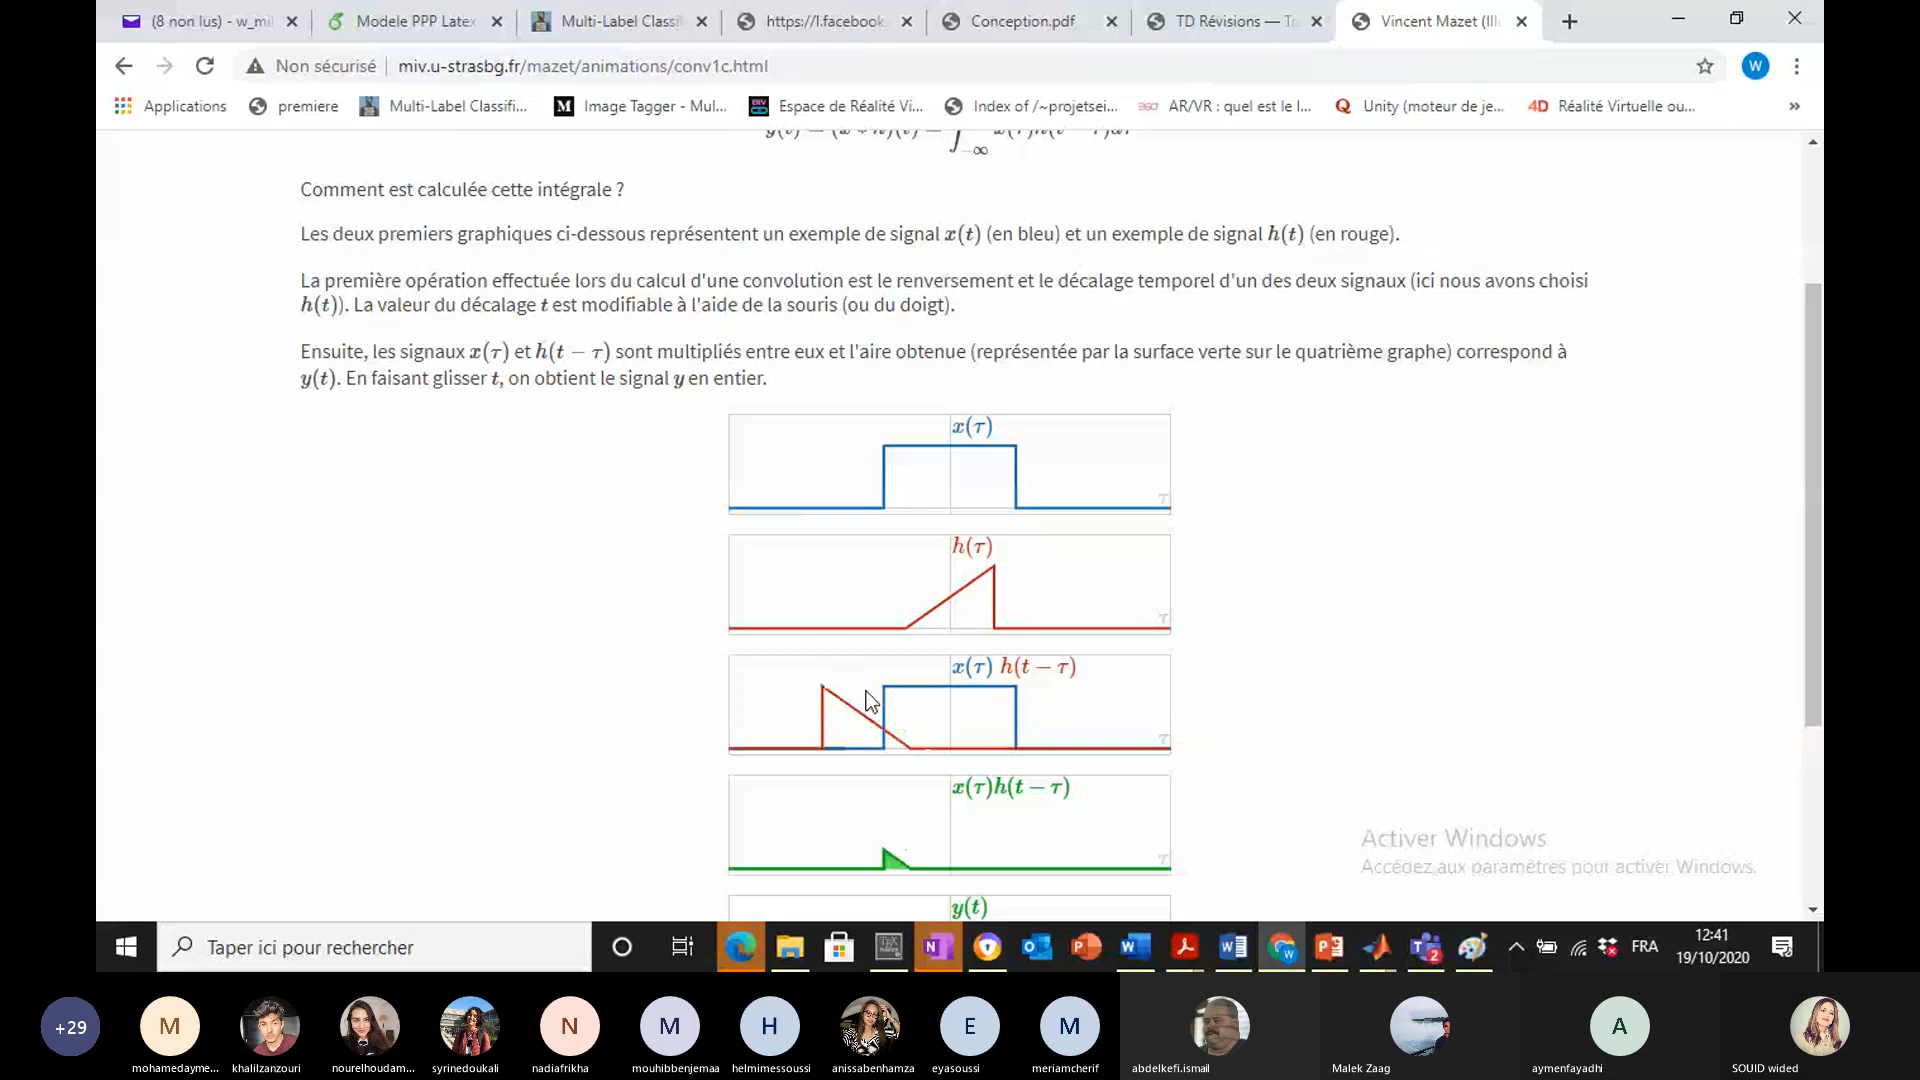 (8 non lus) - w_mil
Modele PPP Latex
Multi-Label Classifi
https://l.facebook
Conception.pdf
TD Révisions — To
Vincent Mazet (Ill
Non sécurisé
miv.u-strasbg.fr/mazet/animations/conv1c.html
W
Applications
premiere
Multi-Label Classifi...
Image Tagger - Mul...
Espace de Réalité Vi...
Index of /~projetsei...
AR/VR : quel est le l...
Unity (moteur de je...
Réalité Virtuelle ou...
−∞
Comment est calculée cette intégrale ?
Les deux premiers graphiques ci-dessous représentent un exemple de signal x(t) (en bleu) et un exemple de signal h(t) (en rouge).
La première opération effectuée lors du calcul d'une convolution est le renversement et le décalage temporel d'un des deux signaux (ici nous avons choisi
h(t)). La valeur du décalage t est modifiable à l'aide de la souris (ou du doigt).
Ensuite, les signaux x(τ) et h(t − τ) sont multipliés entre eux et l'aire obtenue (représentée par la surface verte sur le quatrième graphe) correspond à
y(t). En faisant glisser t, on obtient le signal y en entier.
x(τ)
τ
h(τ)
τ
x(τ) h(t − τ)
τ
x(τ)h(t − τ)
τ
y(t)
Activer Windows
Accédez aux paramètres pour activer Windows.
Taper ici pour rechercher
FRA
12:41
19/10/2020
+29
M
N
M
H
E
M
A
mohamedayme...
khalilzanzouri
nourelhoudam...
syrinedoukali
nadiafrikha
mouhibbenjemaa
helmimessoussi
anissabenhamza
eyasoussi
meriamcherif
abdelkefi.ismail
Malek Zaag
aymenfayadhi
SOUID wided